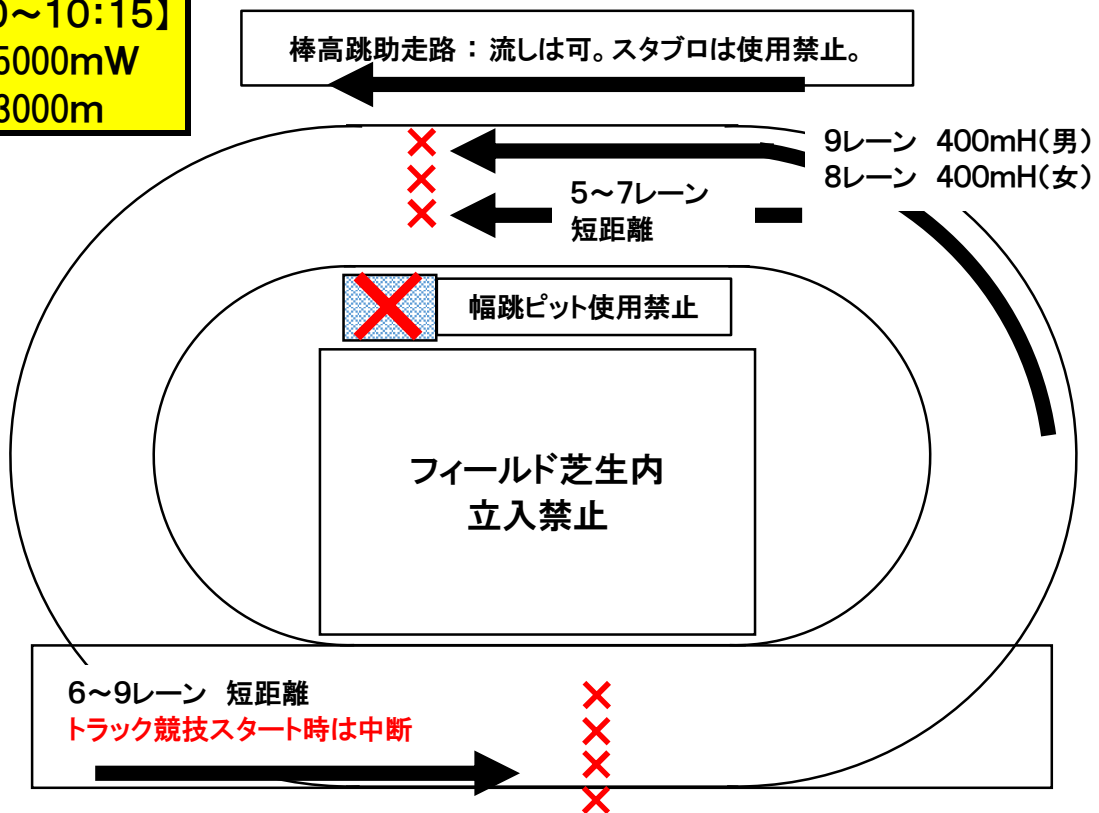 0～10:15】
5000mW
3000m
棒高跳助走路 : 流しは可。スタブロは使用禁止。
9レーン 400mH(男)
8レーン 400mH(女)
5～7レーン
短距離
幅跳ピット使用禁止
フィールド芝生内
立入禁止
6～9レーン 短距離
トラック競技スタート時は中断